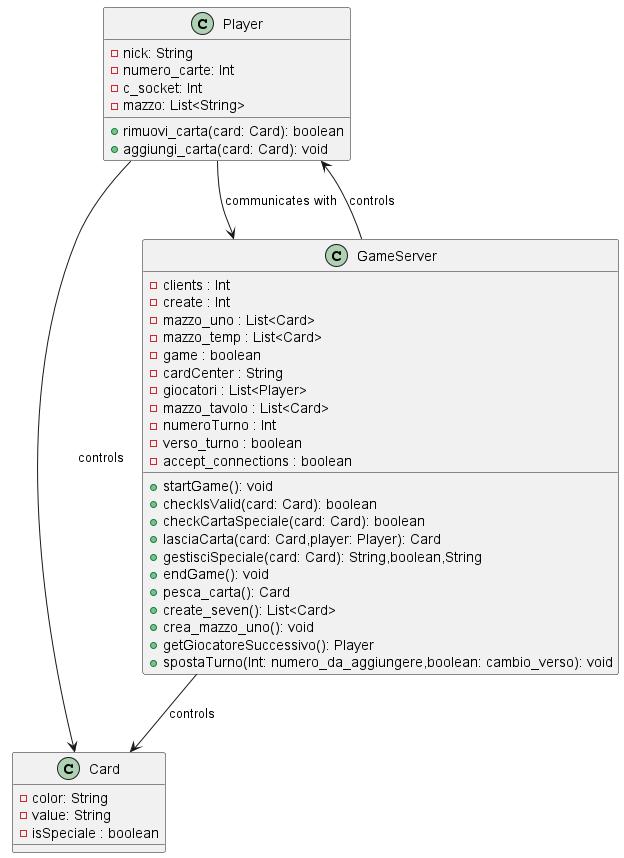 C Player
nick: String
numero_carte: Int
c_socket: Int
mazzo: List<String>
rimuovi_carta(card: Card): boolean
aggiungi_carta(card: Card): void
communicates with
controls
C GameServer
clients : Int
create : Int
mazzo_uno : List<Card>
mazzo_temp : List<Card>
game : boolean
cardCenter : String
giocatori : List<Player>
mazzo_tavolo : List<Card>
numeroTurno : Int
verso_turno : boolean
accept_connections : boolean
startGame(): void
checkIsValid(card: Card): boolean
checkCartaSpeciale(card: Card): boolean
lasciaCarta(card: Card,player: Player): Card
gestisciSpeciale(card: Card): String,boolean,String
endGame(): void
pesca_carta(): Card
create_seven(): List<Card>
crea_mazzo_uno(): void
getGiocatoreSuccessivo(): Player
spostaTurno(Int: numero_da_aggiungere,boolean: cambio_verso): void
controls
controls
C Card
color: String
value: String
isSpeciale : boolean